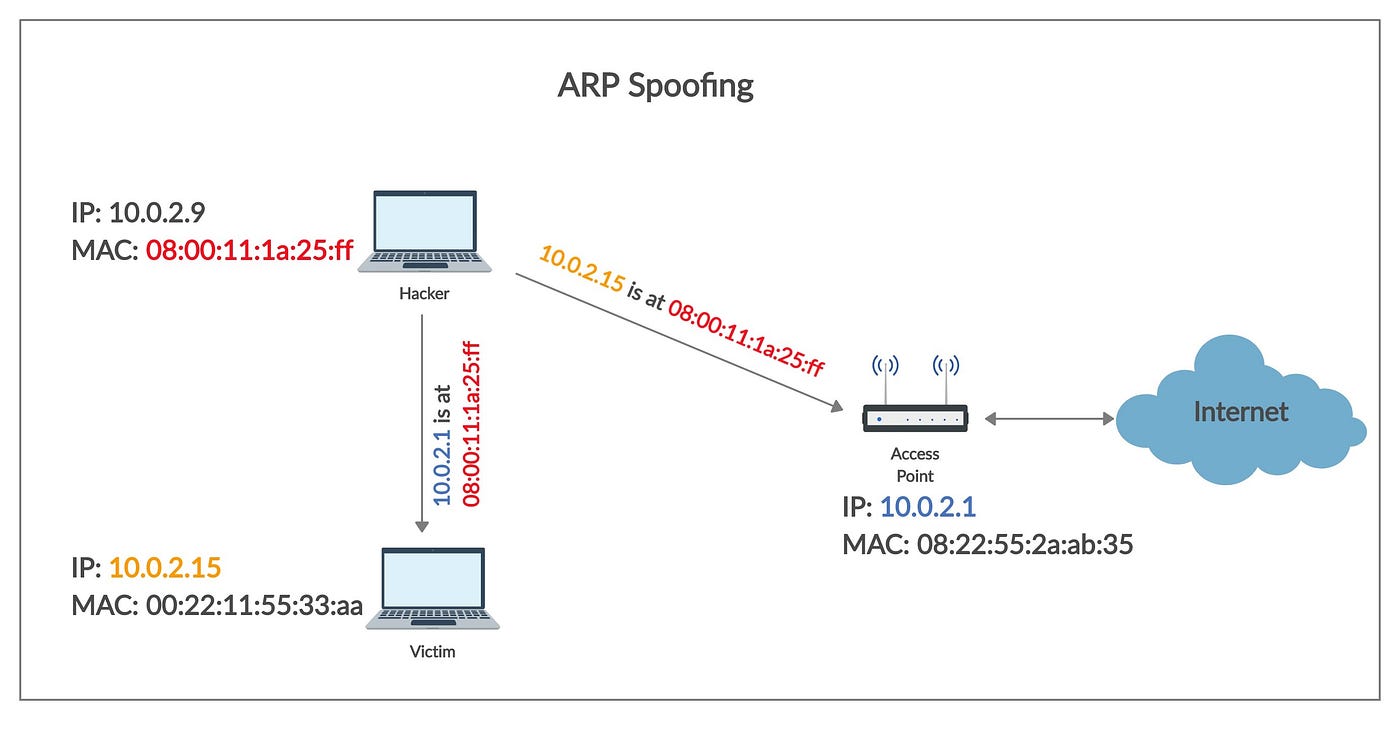 ARP Spoofing
IP: 10.0.2.9
MAC: 08:00:11:1a:25:ff
Hacker
10.0.2.15 is at 08:00:11:1a:25:ff
10.0.2.1 is at
08:00:11:1a:25:ff
Internet
Access
Point
IP: 10.0.2.1
MAC: 08:22:55:2a:ab:35
IP: 10.0.2.15
MAC: 00:22:11:55:33:aa
Victim